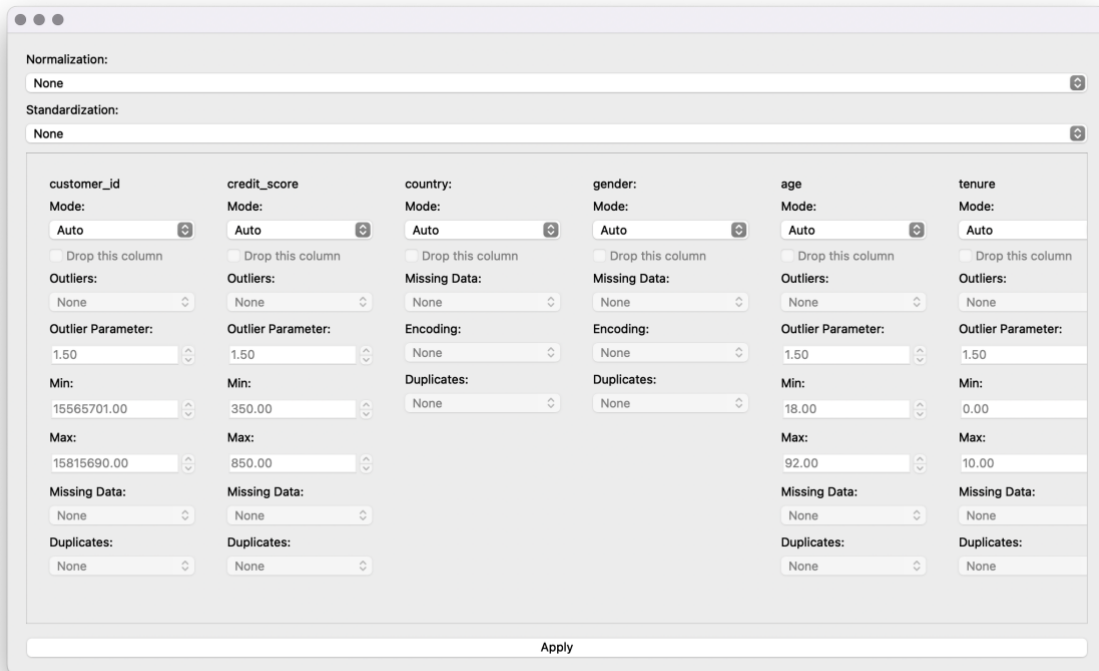 Normalization:
None
Standardization:
None
customer_id credit_score country: gender: age tenure
Mode: Mode: Mode: Mode: Mode: Mode:
Auto Auto Auto Auto Auto Auto
Drop this column Drop this column Drop this column Drop this column Drop this column Drop this column
Outliers: Outliers: Missing Data: Missing Data: Outliers: Outliers:
None None None None None None
Outlier Parameter: Outlier Parameter: Encoding: Encoding: Outlier Parameter: Outlier Parameter:
1.50 1.50 None None 1.50 1.50
Min: Min: Duplicates: Duplicates: Min: Min:
15565701.00 350.00 None None 18.00 0.00
Max: Max: Max: Max:
15815690.00 850.00 92.00 10.00
Missing Data: Missing Data: Missing Data: Missing Data:
None None None None
Duplicates: Duplicates: Duplicates: Duplicates:
None None None None
Apply